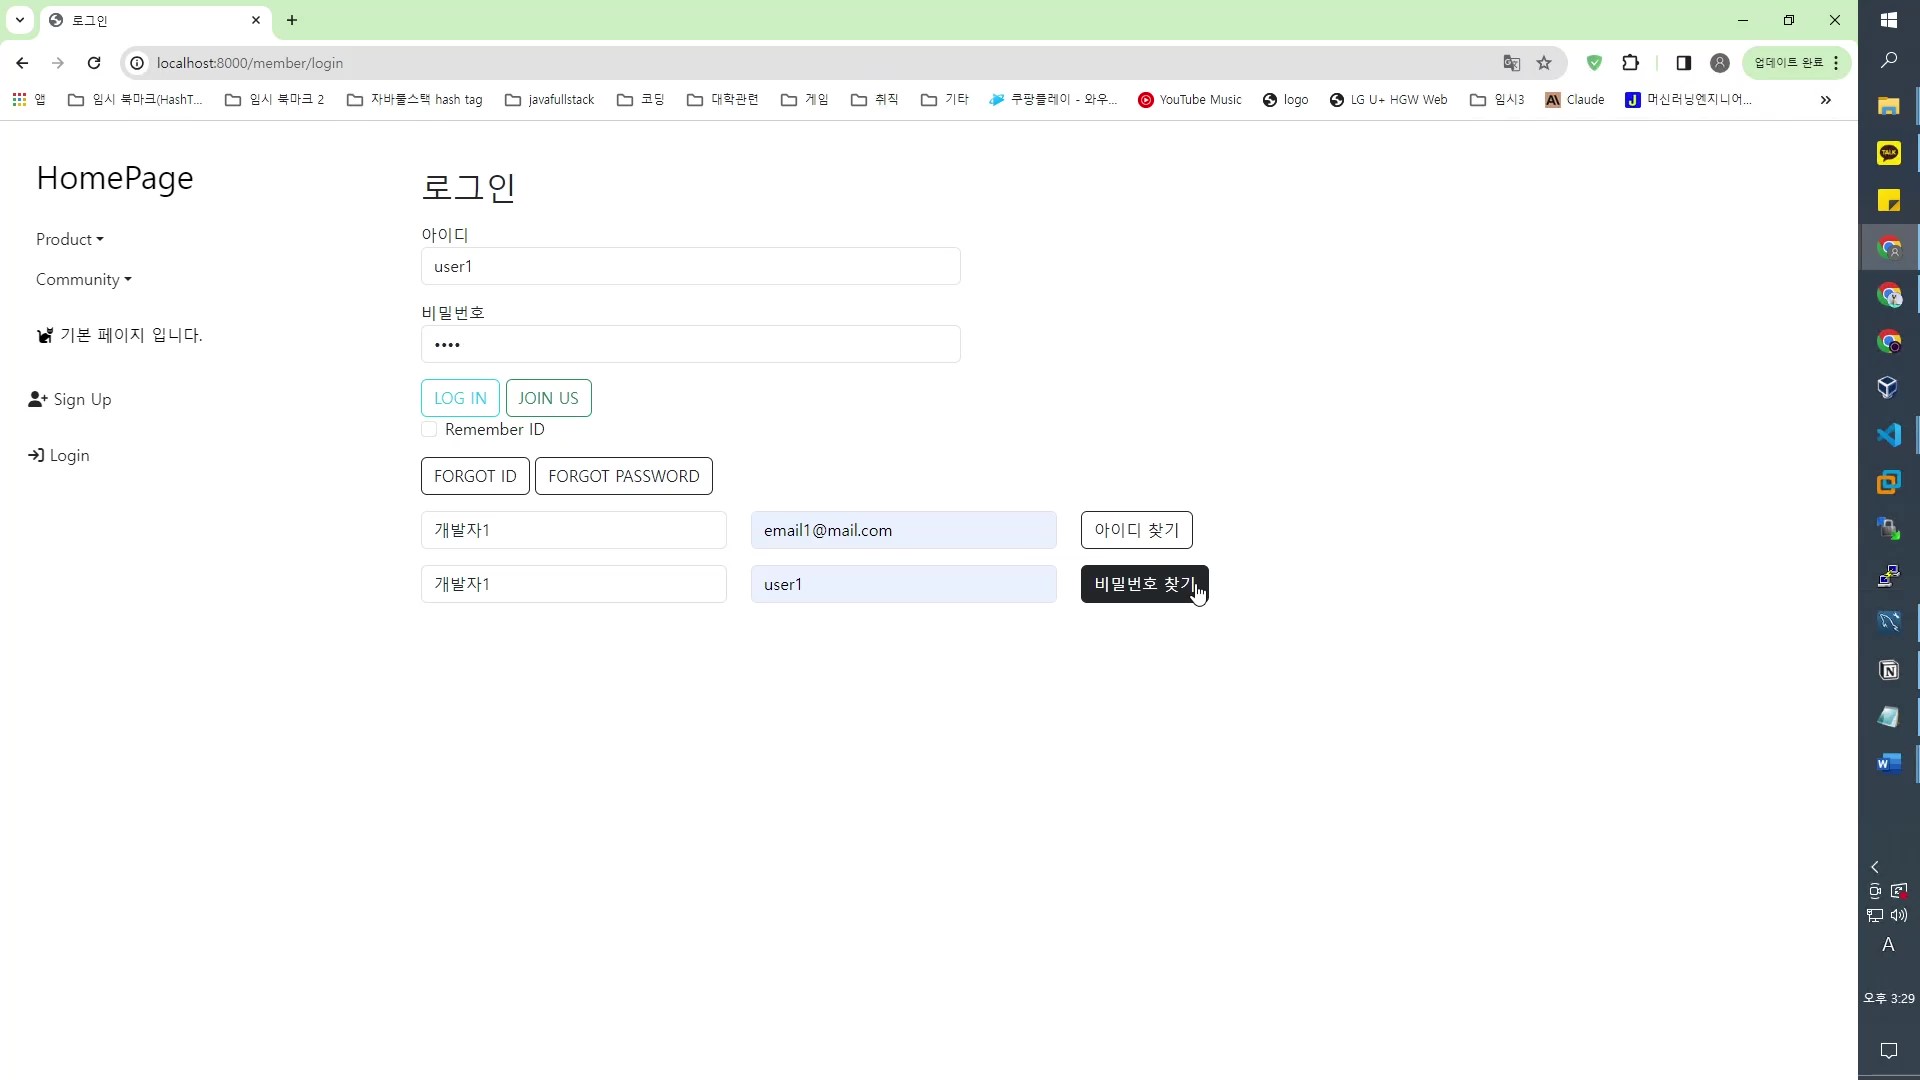 로그인
localhost:8000/member/login
업데이트 완료
앱
임시 북마크(HashT...
임시 북마크 2
자바풀스택 hash tag
javafullstack
코딩
대학관련
게임
취직
기타
쿠팡플레이 - 와우...
YouTube Music
logo
LG U+ HGW Web
임시3
Claude
머신러닝엔지니어...
HomePage
Product
Community
기본 페이지 입니다.
Sign Up
Login
로그인
아이디
user1
비밀번호
••••
LOG IN JOIN US
Remember ID
FORGOT ID FORGOT PASSWORD
개발자1 email1@mail.com 아이디 찾기
개발자1 user1 비밀번호 찾기
TALK
A
오후 3:29